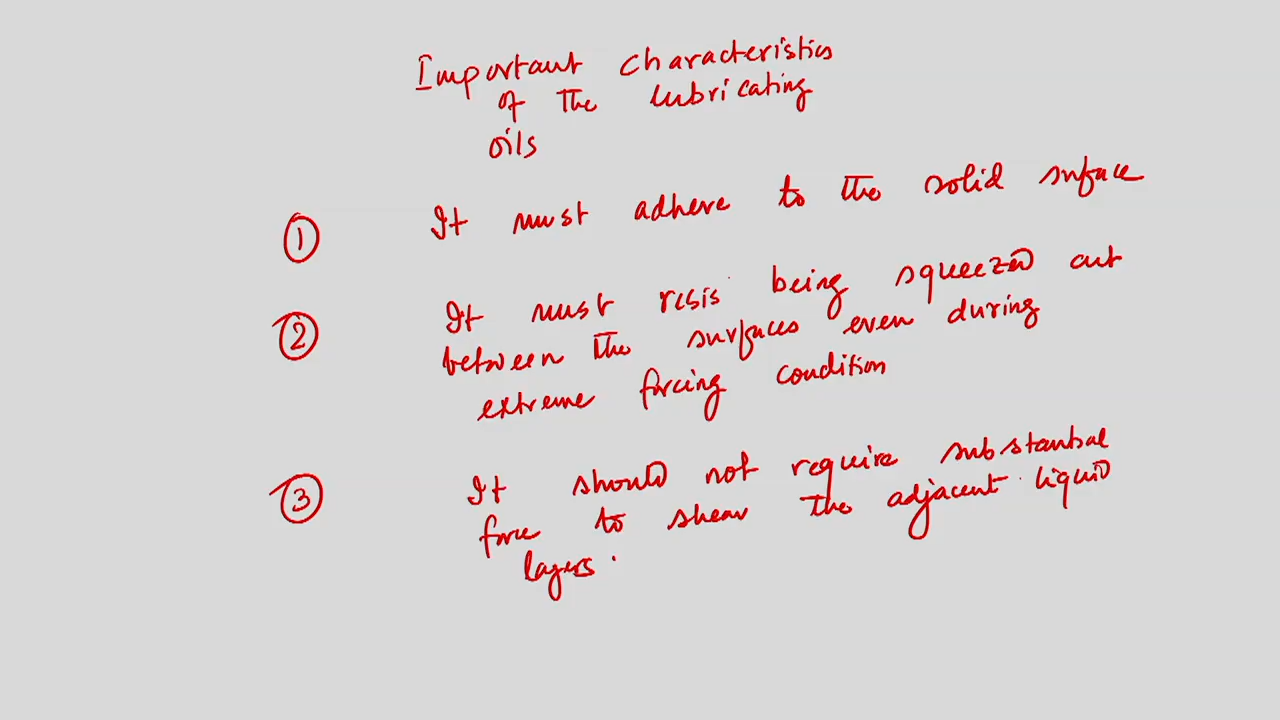 Important characteristics
of the lubricating
oils
① It must adhere to the solid surface
② It must resis being squeezed out
between the surfaces even during
extreme forcing condition
③ It should not require substantial
force to shear the adjacent liquid
layers.